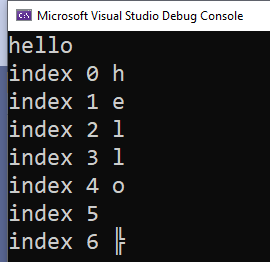 Microsoft Visual Studio Debug Console
hello
index 0 h
index 1 e
index 2 l
index 3 l
index 4 o
index 5
index 6 ╠